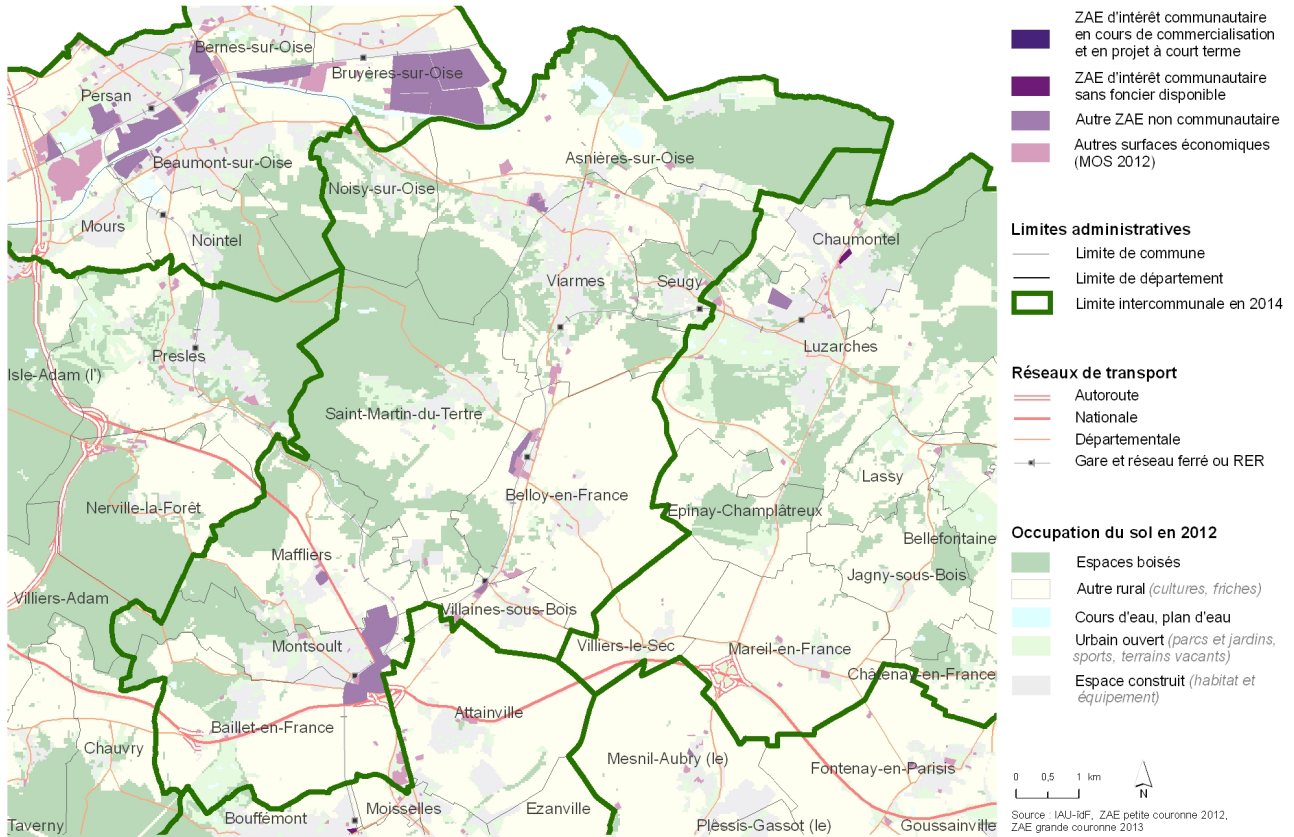 Bernes-sur-Oise
Bruyères-sur-Oise
Persan
Beaumont-sur-Oise
Asnières-sur-Oise
Noisy-sur-Oise
Mours
Nointel
Chaumontel
Viarmes
Seugy
Luzarches
Presles
Isle-Adam (l')
Saint-Martin-du-Tertre
Lassy
Belloy-en-France
Nerville-la-Forêt
Epinay-Champlâtreux
Bellefontaine
Maffliers
Jagny-sous-Bois
Villiers-Adam
Villaines-sous-Bois
Montsoult
Villiers-le-Sec
Mareil-en-France
Châtenay-en-France
Attainville
Baillet-en-France
Chauvry
Mesnil-Aubry (le)
Fontenay-en-Parisis
Moisselles
Ezanville
Bouffémont
Taverny
Plessis-Gassot (le)
Goussainville
ZAE d'intérêt communautaire
en cours de commercialisation
et en projet à court terme
ZAE d'intérêt communautaire
sans foncier disponible
Autre ZAE non communautaire
Autres surfaces économiques
(MOS 2012)
Limites administratives
Limite de commune
Limite de département
Limite intercommunale en 2014
Réseaux de transport
Autoroute
Nationale
Départementale
Gare et réseau ferré ou RER
Occupation du sol en 2012
Espaces boisés
Autre rural (cultures, friches)
Cours d'eau, plan d'eau
Urbain ouvert (parcs et jardins,
sports, terrains vacants)
Espace construit (habitat et
équipement)
0 0,5 1 km
N
Source : IAU-îdF, ZAE petite couronne 2012,
ZAE grande couronne 2013